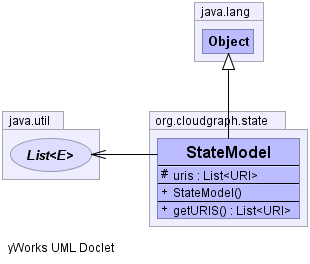 java.lang
Object
java.util
List<E>
org.cloudgraph.state
StateModel
# uris : List<URI>
+ StateModel()
+ getURIS() : List<URI>
yWorks UML Doclet